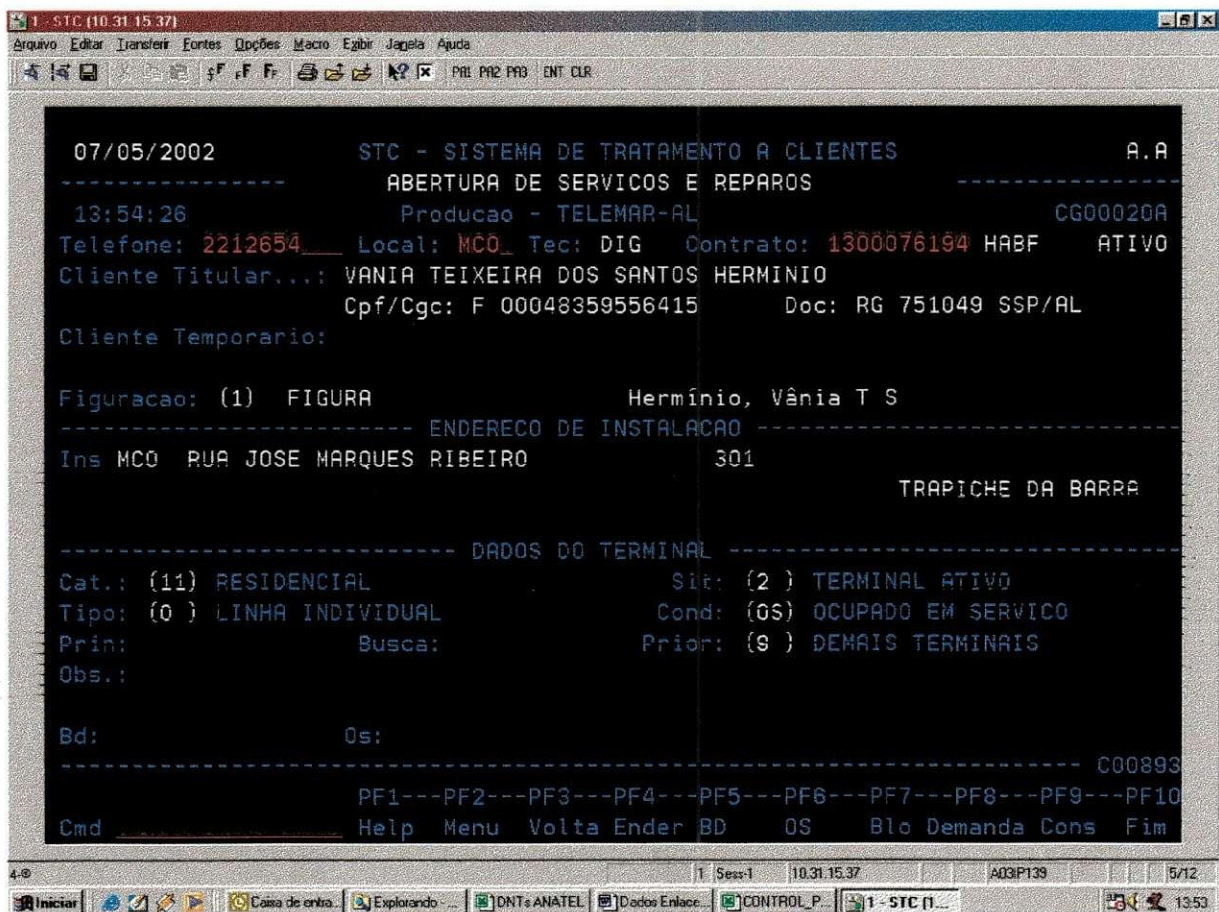 1 - STC (10.31.15.37)
Arquivo Editar Transferir Fontes Opções Macro Exibir Janela Ajuda
PA1 PA2 PA3 ENT CLR
07/05/2002 STC - SISTEMA DE TRATAMENTO A CLIENTES A.A
---------------- ABERTURA DE SERVICOS E REPAROS ----------------
13:54:26 Producao - TELEMAR-AL CG00020A
Telefone: 2212654 Local: MCO Tec: DIG Contrato: 1300076194 HABF ATIVO
Cliente Titular...: VANIA TEIXEIRA DOS SANTOS HERMINIO
Cpf/Cgc: F 00048359556415 Doc: RG 751049 SSP/AL
Cliente Temporario:
Figuracao: (1) FIGURA Hermínio, Vânia T S
-------------------------- ENDERECO DE INSTALACAO -------------------------------
Ins MCO RUA JOSE MARQUES RIBEIRO 301
TRAPICHE DA BARRA
----------------------------- DADOS DO TERMINAL ---------------------------------
Cat.: (11) RESIDENCIAL Sit: (2 ) TERMINAL ATIVO
Tipo: (0 ) LINHA INDIVIDUAL Cond: (OS) OCUPADO EM SERVICO
Prin: Busca: Prior: (9 ) DEMAIS TERMINAIS
Obs.:
Bd: Os:
--------------------------------------------------------------------------- C00893
PF1---PF2---PF3---PF4---PF5---PF6---PF7---PF8---PF9---PF10
Cmd Help Menu Volta Ender BD OS Blo Demanda Cons Fim
1 Sess-1 10.31.15.37 A03IP139 5/12
Iniciar Caixa de entra... Explorando - ... DNTs ANATEL Dados Enlace... CONTROL_P... 1 - STC (1... 13:53